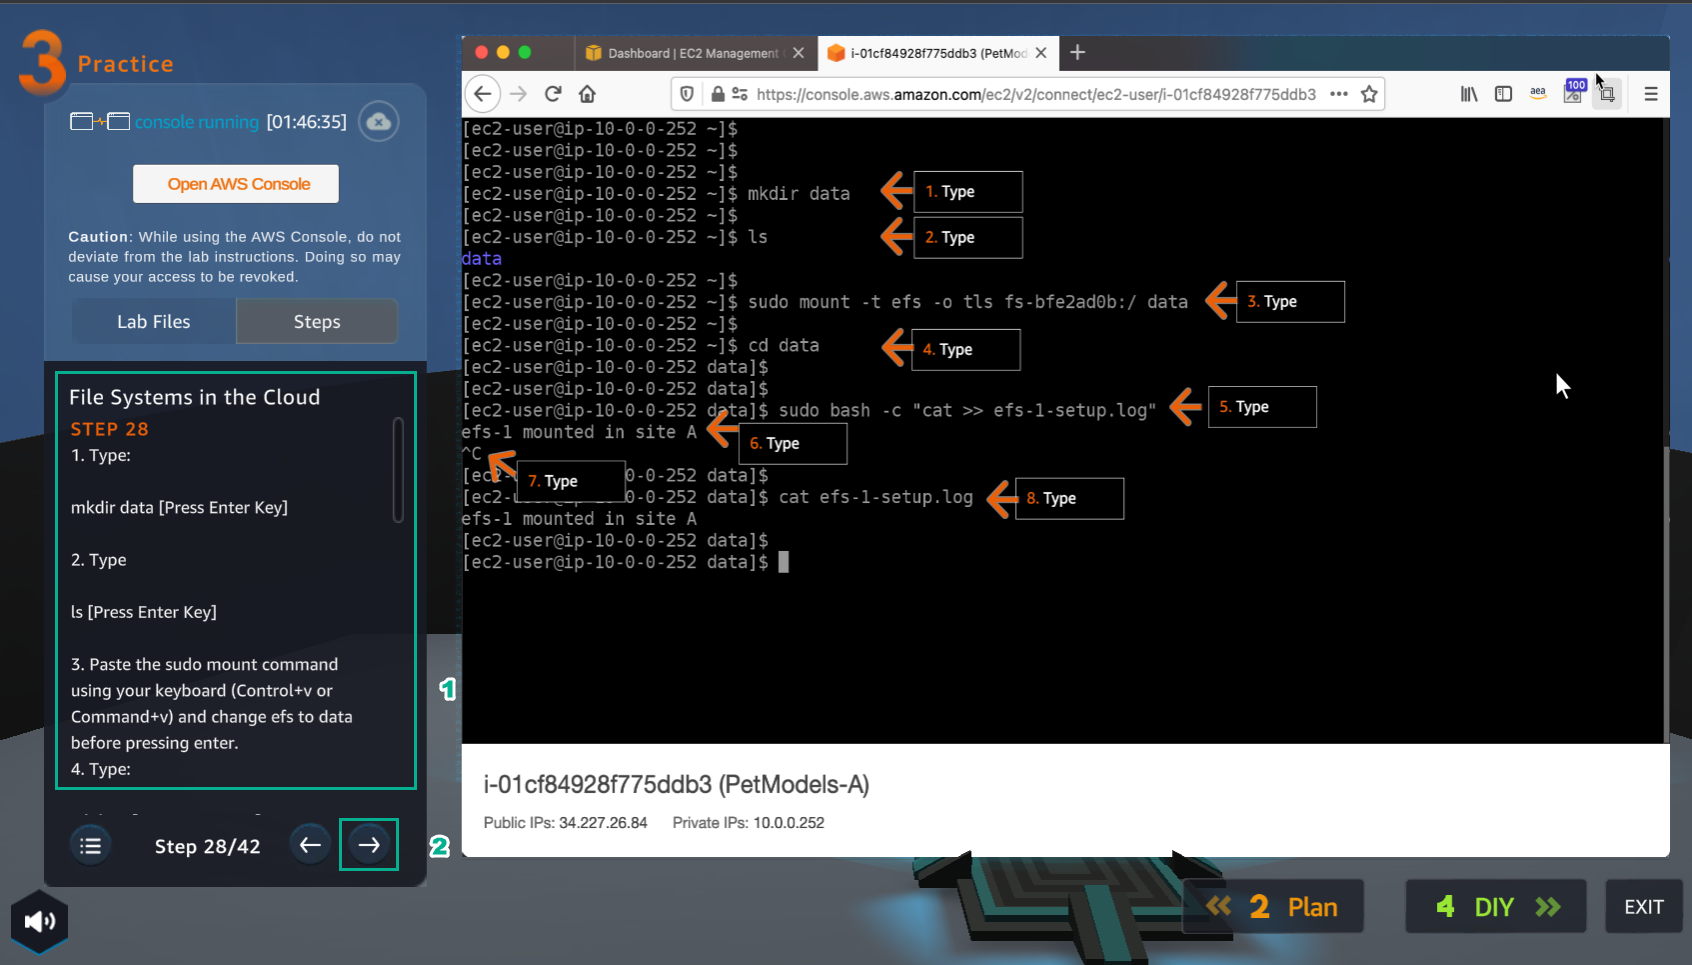 3 Practice
console running [01:46:35]
Open AWS Console
Caution: While using the AWS Console, do not
deviate from the lab instructions. Doing so may
cause your access to be revoked.
Lab Files
Steps
File Systems in the Cloud
STEP 28
1. Type:
mkdir data [Press Enter Key]
2. Type
ls [Press Enter Key]
3. Paste the sudo mount command
using your keyboard (Control+v or
Command+v) and change efs to data
before pressing enter.
4. Type:
1
Step 28/42
2
Dashboard | EC2 Management
i-01cf84928f775ddb3 (PetMod
https://console.aws.amazon.com/ec2/v2/connect/ec2-user/i-01cf84928f775ddb3
aea
100
[ec2-user@ip-10-0-0-252 ~]$
[ec2-user@ip-10-0-0-252 ~]$
[ec2-user@ip-10-0-0-252 ~]$
[ec2-user@ip-10-0-0-252 ~]$ mkdir data
1. Type
[ec2-user@ip-10-0-0-252 ~]$
[ec2-user@ip-10-0-0-252 ~]$ ls
2. Type
data
[ec2-user@ip-10-0-0-252 ~]$
[ec2-user@ip-10-0-0-252 ~]$ sudo mount -t efs -o tls fs-bfe2ad0b:/ data
3. Type
[ec2-user@ip-10-0-0-252 ~]$
[ec2-user@ip-10-0-0-252 ~]$ cd data
4. Type
[ec2-user@ip-10-0-0-252 data]$
[ec2-user@ip-10-0-0-252 data]$
[ec2-user@ip-10-0-0-252 data]$ sudo bash -c "cat >> efs-1-setup.log"
5. Type
efs-1 mounted in site A
6. Type
^C
[ec2-u 0-0-252 data]$
7. Type
[ec2-u 0-0-252 data]$ cat efs-1-setup.log
8. Type
efs-1 mounted in site A
[ec2-user@ip-10-0-0-252 data]$
[ec2-user@ip-10-0-0-252 data]$
i-01cf84928f775ddb3 (PetModels-A)
Public IPs: 34.227.26.84 Private IPs: 10.0.0.252
2 Plan
4 DIY
EXIT